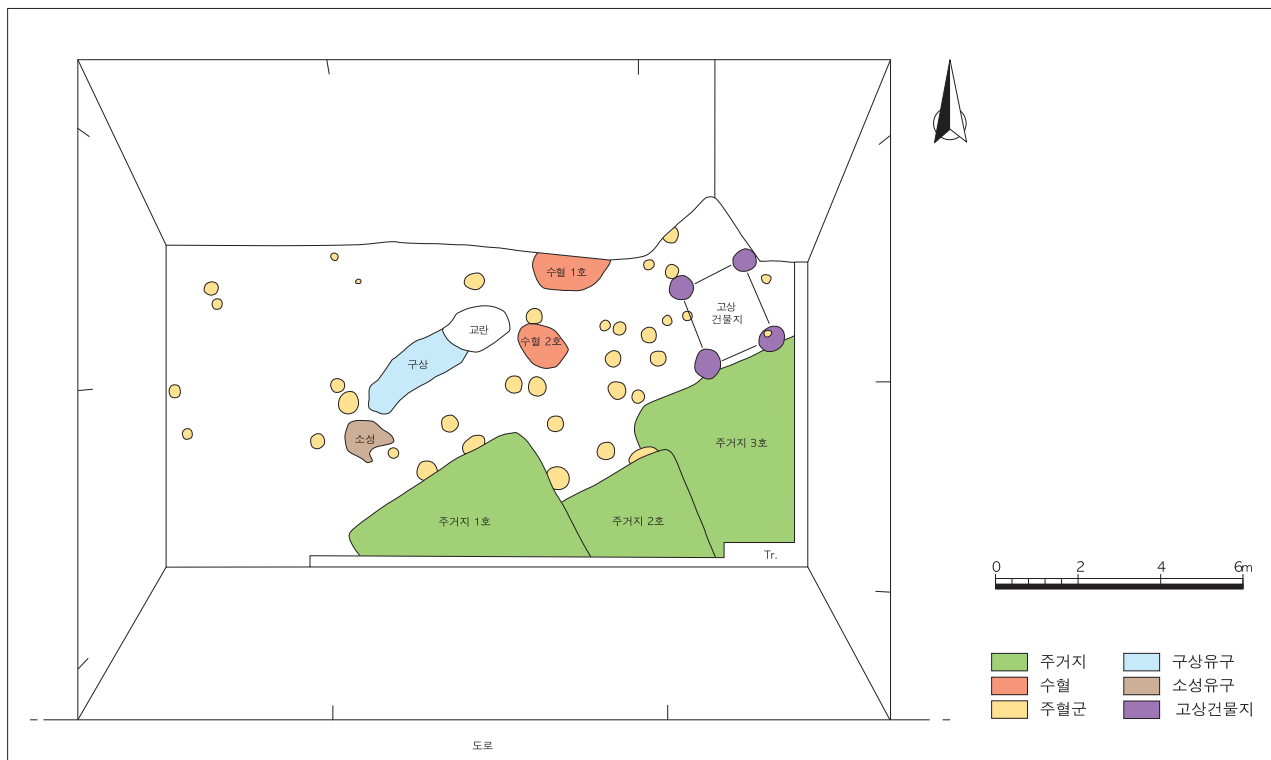 수혈 1호
고상
건물지
교란
수혈 2호
구상
소성
주거지 3호
주거지 1호
주거지 2호
Tr.
0 2 4 6m
주거지
수혈
주혈군
구상유구
소성유구
고상건물지
도로